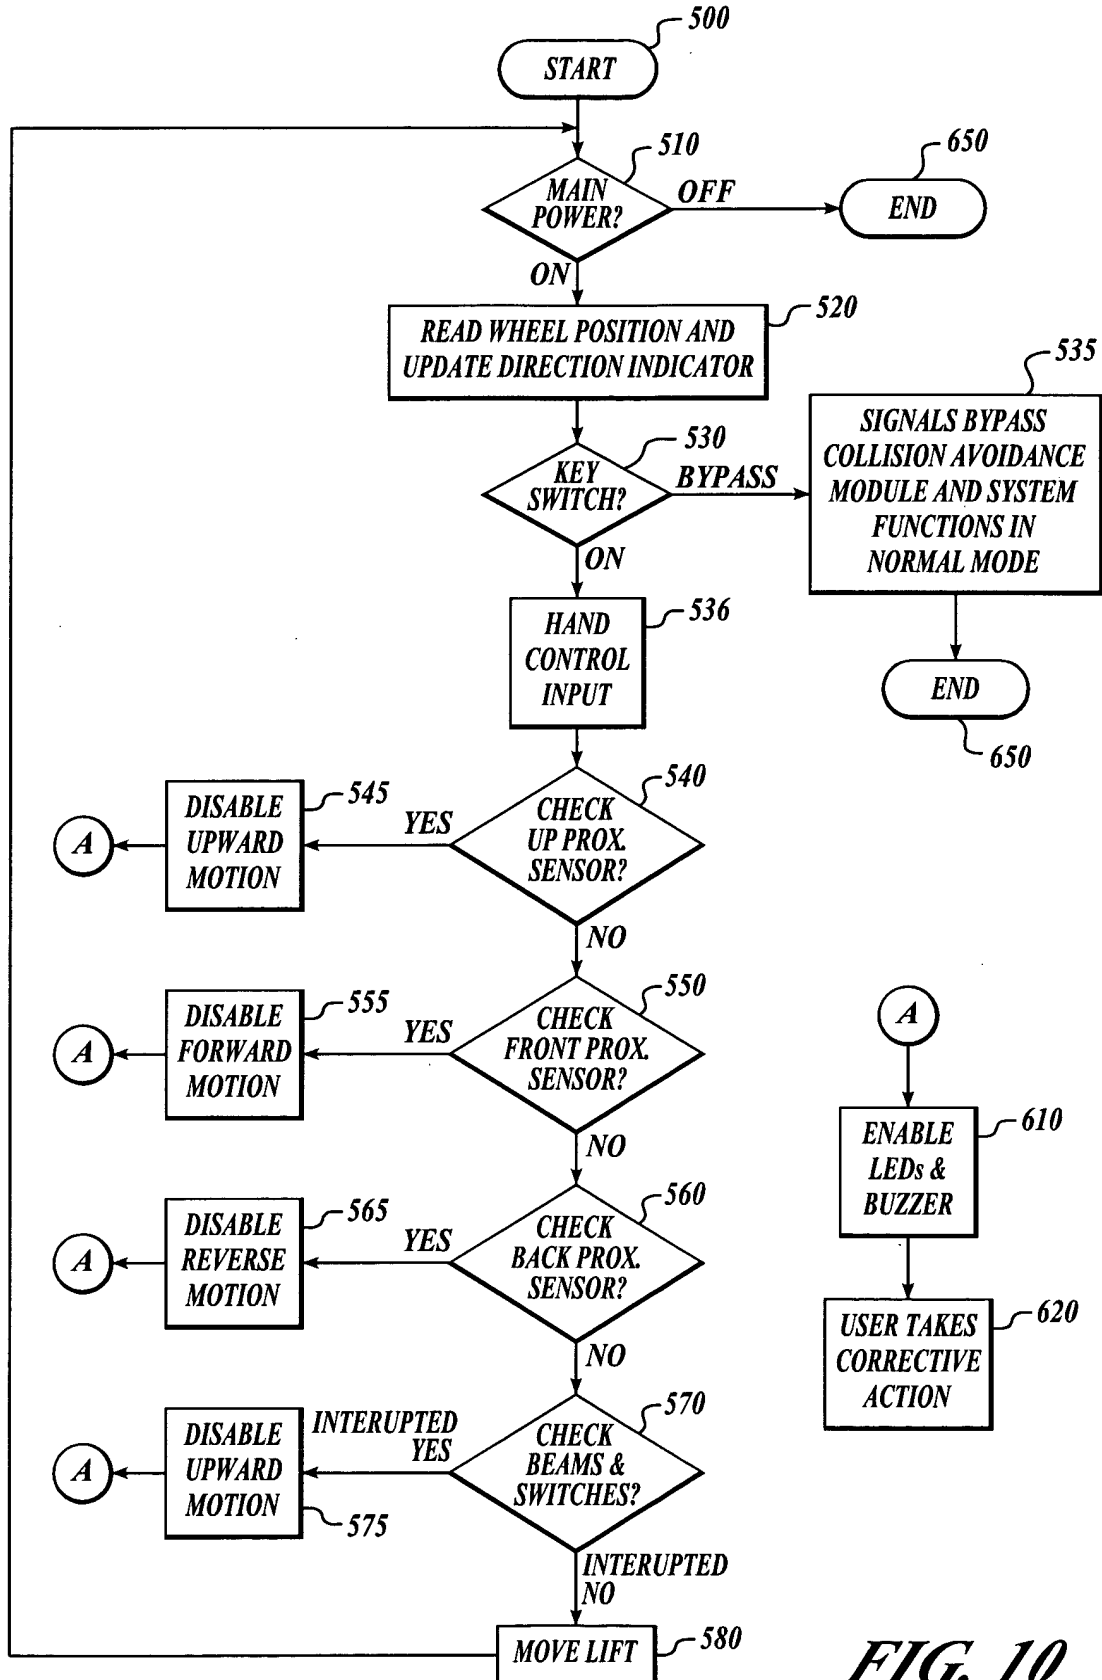 500
START
510
650
MAIN
POWER?
OFF
END
ON
520
READ WHEEL POSITION AND
UPDATE DIRECTION INDICATOR
535
530
KEY
SWITCH?
BYPASS
SIGNALS BYPASS
COLLISION AVOIDANCE
MODULE AND SYSTEM
FUNCTIONS IN
NORMAL MODE
ON
536
HAND
CONTROL
INPUT
END
650
540
545
DISABLE
UPWARD
MOTION
A
YES
CHECK
UP PROX.
SENSOR?
NO
550
555
DISABLE
FORWARD
MOTION
A
YES
CHECK
FRONT PROX.
SENSOR?
NO
A
610
ENABLE
LEDs &
BUZZER
560
565
DISABLE
REVERSE
MOTION
A
YES
CHECK
BACK PROX.
SENSOR?
NO
620
USER TAKES
CORRECTIVE
ACTION
570
INTERUPTED
YES
DISABLE
UPWARD
MOTION
A
575
CHECK
BEAMS &
SWITCHES?
INTERUPTED
NO
580
MOVE LIFT
FIG. 10